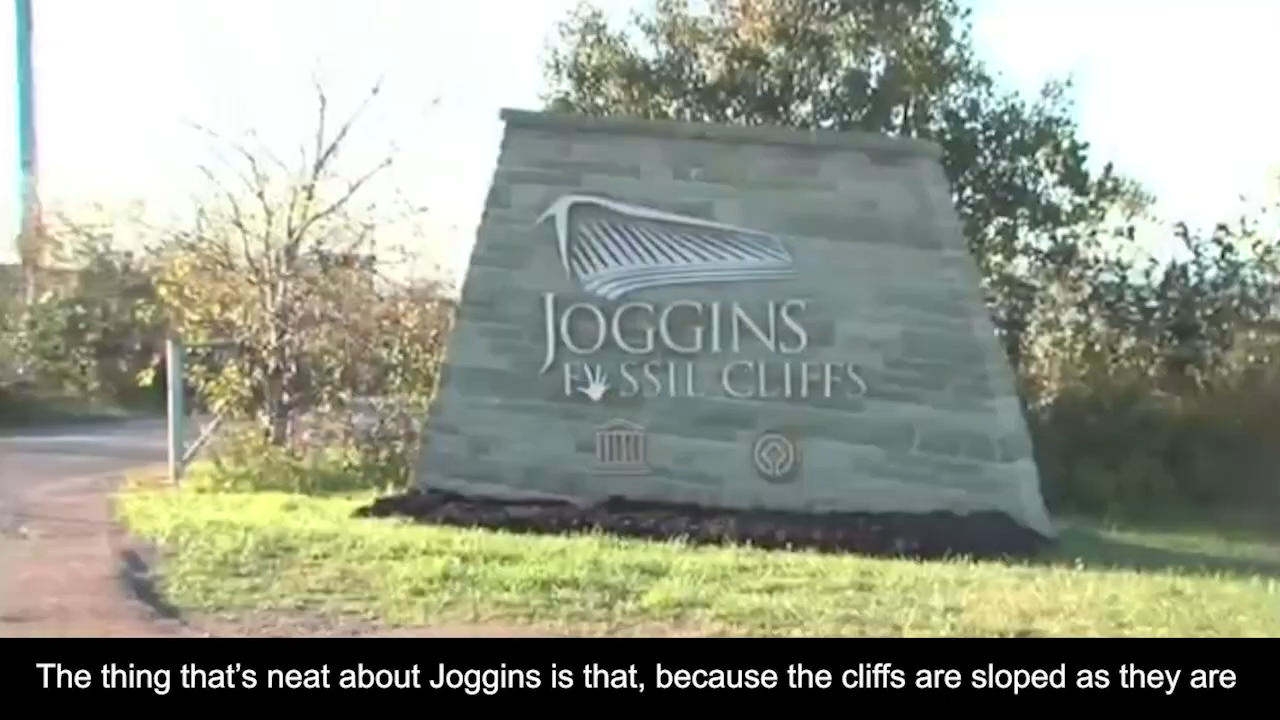 JOGGINS
FOSSIL CLIFFS
The thing that’s neat about Joggins is that, because the cliffs are sloped as they are